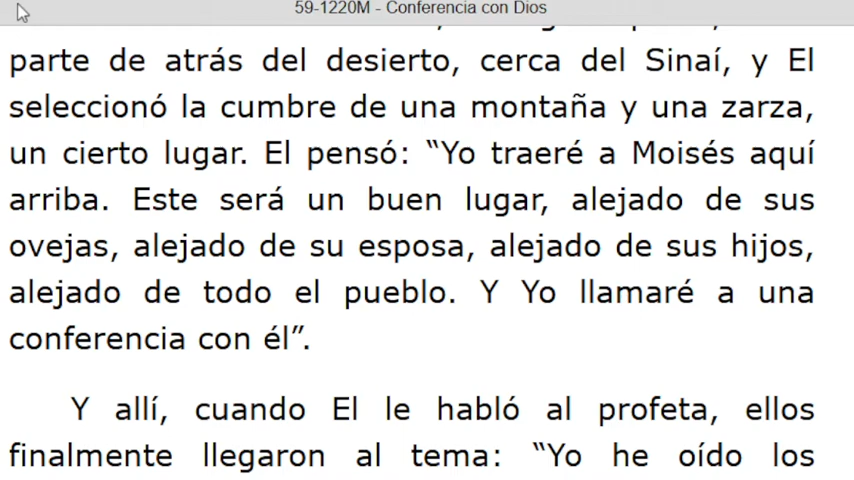 59-1220M - Conferencia con Dios
parte de atrás del desierto, cerca del Sinaí, y El
seleccionó la cumbre de una montaña y una zarza,
un cierto lugar. El pensó: “Yo traeré a Moisés aquí
arriba. Este será un buen lugar, alejado de sus
ovejas, alejado de su esposa, alejado de sus hijos,
alejado de todo el pueblo. Y Yo llamaré a una
conferencia con él”.
Y allí, cuando El le habló al profeta, ellos
finalmente llegaron al tema: “Yo he oído los